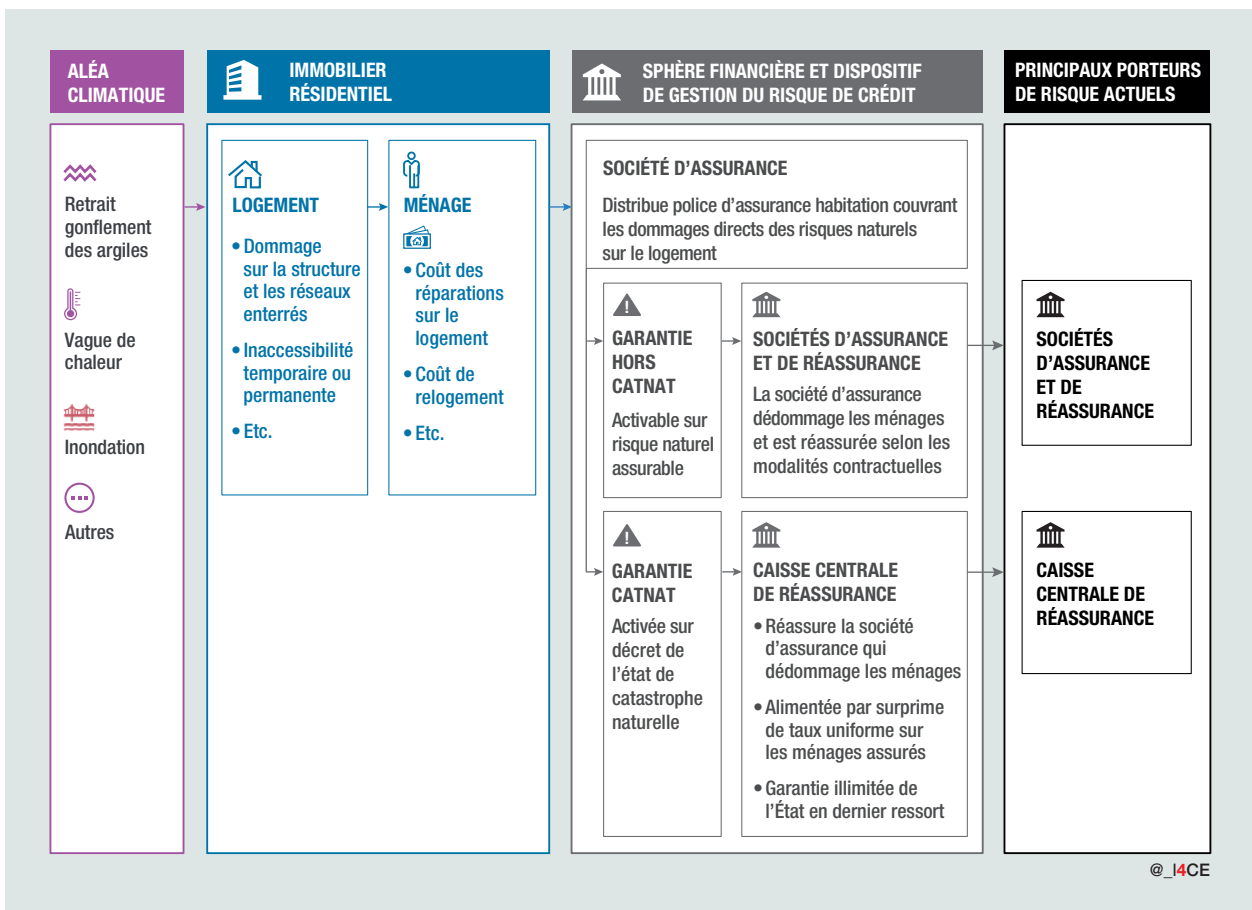 ALÉA
CLIMATIQUE
IMMOBILIER
RÉSIDENTIEL
SPHÈRE FINANCIÈRE ET DISPOSITIF
DE GESTION DU RISQUE DE CRÉDIT
PRINCIPAUX PORTEURS
DE RISQUE ACTUELS
Retrait
gonflement
des argiles
Vague de
chaleur
Inondation
Autres
LOGEMENT
• Dommage
sur la structure
et les réseaux
enterrés
• Inaccessibilité
temporaire ou
permanente
• Etc.
MÉNAGE
• Coût des
réparations
sur le
logement
• Coût de
relogement
• Etc.
SOCIÉTÉ D'ASSURANCE
Distribue police d'assurance habitation couvrant
les dommages directs des risques naturels
sur le logement
GARANTIE
HORS
CATNAT
Activable sur
risque naturel
assurable
SOCIÉTÉS D'ASSURANCE
ET DE RÉASSURANCE
La société d'assurance
dédommage les ménages
et est réassurée selon les
modalités contractuelles
GARANTIE
CATNAT
Activée sur
décret de
l'état de
catastrophe
naturelle
CAISSE CENTRALE
DE RÉASSURANCE
• Réassure la société
d'assurance qui
dédommage les ménages
• Alimentée par surprime
de taux uniforme sur
les ménages assurés
• Garantie illimitée de
l'État en dernier ressort
SOCIÉTÉS
D'ASSURANCE
ET DE
RÉASSURANCE
CAISSE
CENTRALE DE
RÉASSURANCE
@_I4CE